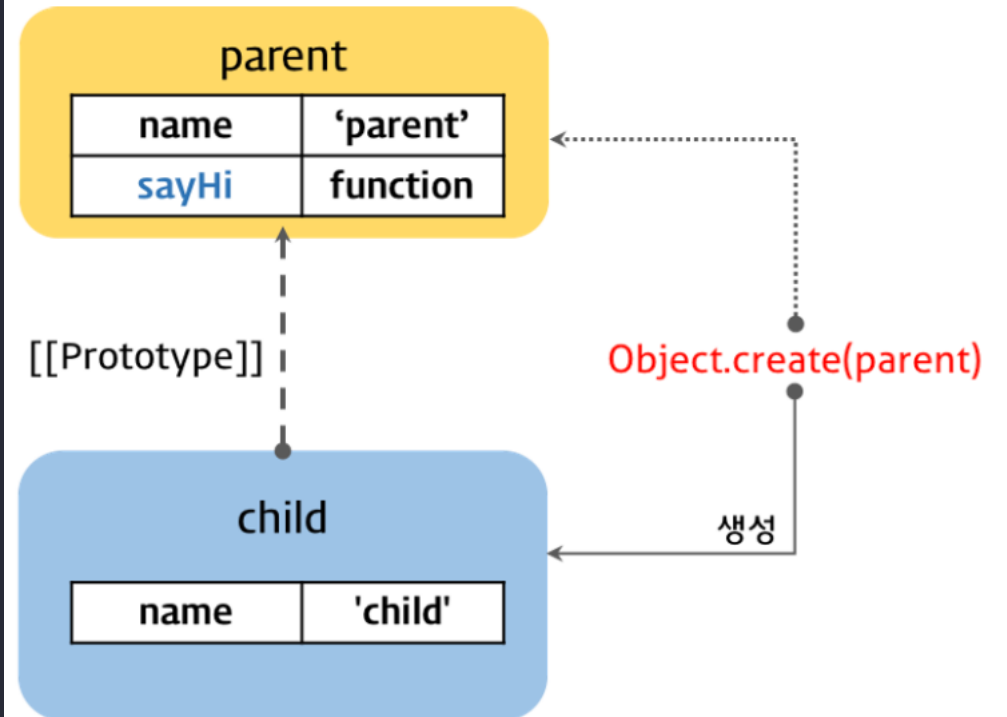 parent
name ‘parent’
sayHi function
[[Prototype]]
Object.create(parent)
child
생성
name 'child'